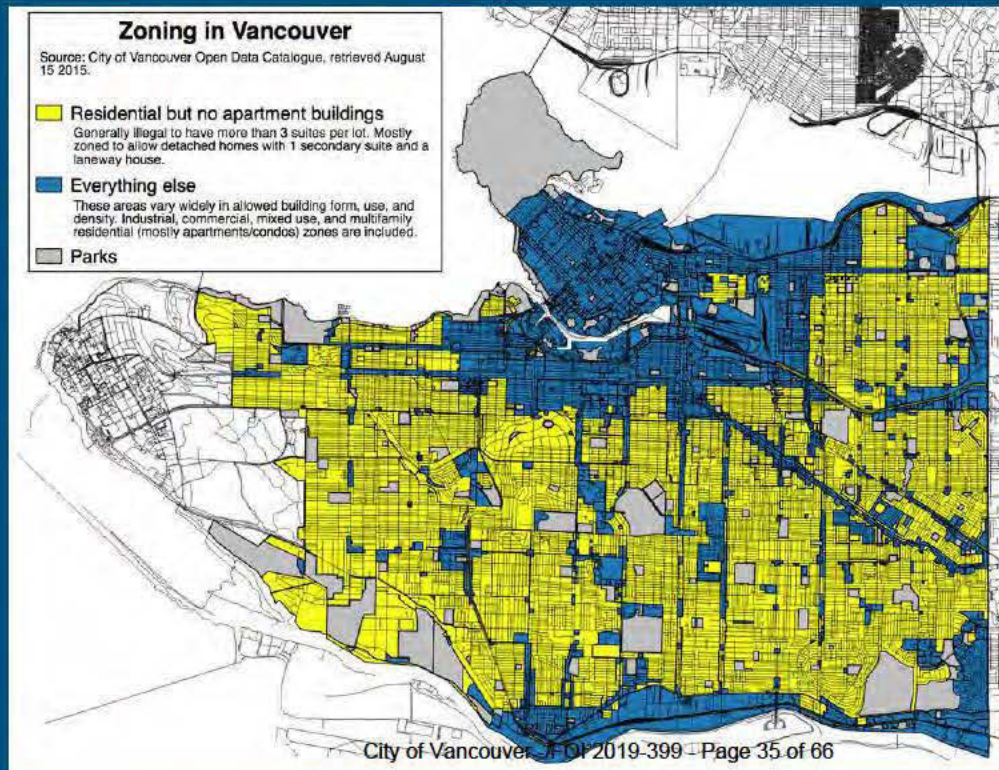 Zoning in Vancouver
Source: City of Vancouver Open Data Catalogue, retrieved August
15 2015.
Residential but no apartment buildings
Generally illegal to have more than 3 suites per lot. Mostly
zoned to allow detached homes with 1 secondary suite and a
laneway house.
Everything else
These areas vary widely in allowed building form, use, and
density. Industrial, commercial, mixed use, and multifamily
residential (mostly apartments/condos) zones are included.
Parks
City of Vancouver - FOI 2019-399 - Page 35 of 66